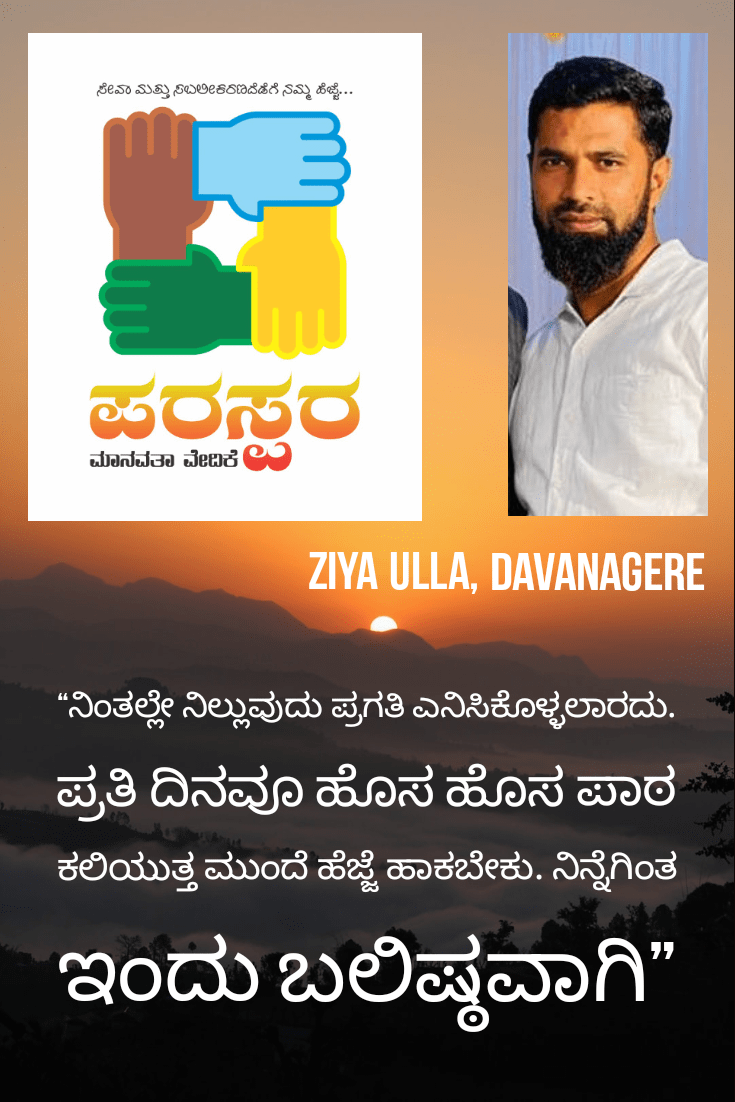 ಸೇವಾ ಮತ್ತು ಸಬಲೀಕರಣದೆಡೆಗೆ ನಮ್ಮ ಹೆಜ್ಜೆ...
ಪರಸ್ಪರ
ಮಾನವತಾ ವೇದಿಕೆ
ZIYA ULLA, DAVANAGERE
“ನಿಂತಲ್ಲೇ ನಿಲ್ಲುವುದು ಪ್ರಗತಿ ಎನಿಸಿಕೊಳ್ಳಲಾರದು.
ಪ್ರತಿ ದಿನವೂ ಹೊಸ ಹೊಸ ಪಾಠ
ಕಲಿಯುತ್ತ ಮುಂದೆ ಹೆಜ್ಜೆ ಹಾಕಬೇಕು. ನಿನ್ನೆಗಿಂತ
ಇಂದು ಬಲಿಷ್ಠವಾಗಿ”